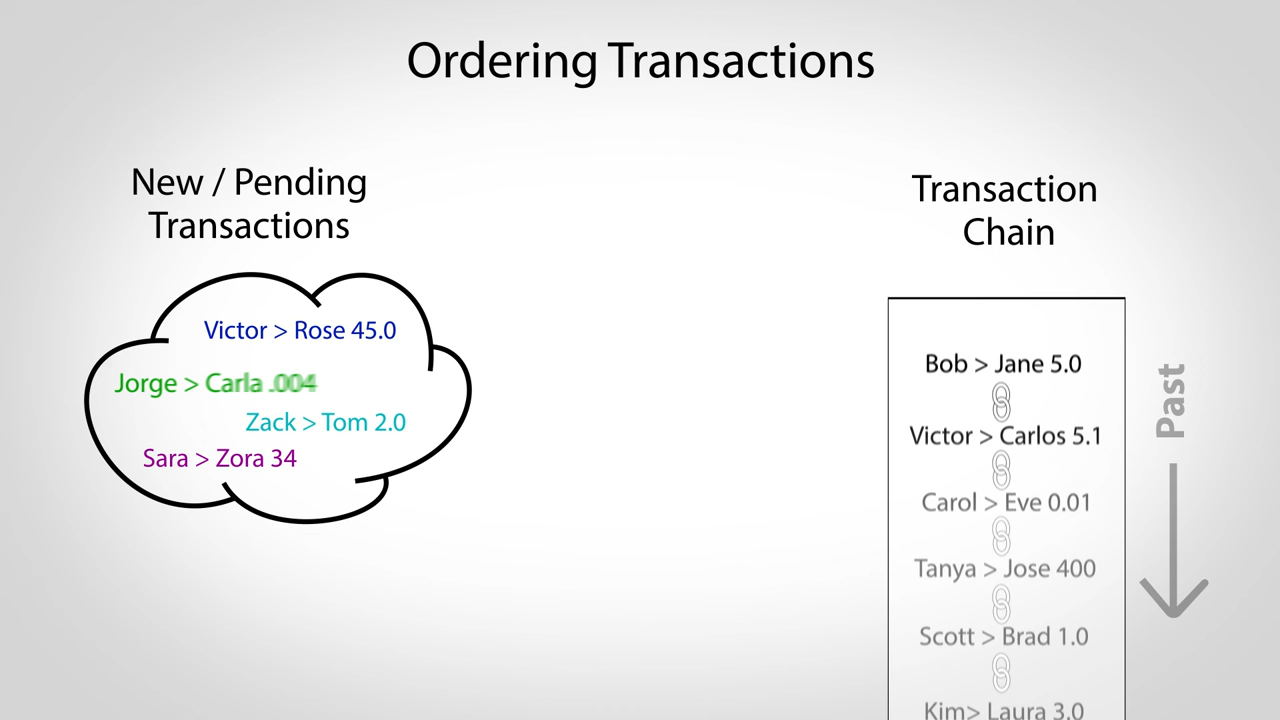 Ordering Transactions
New / Pending
Transactions
Victor > Rose 45.0
Jorge > Carla .004
Zack > Tom 2.0
Sara > Zora 34
Transaction
Chain
Bob > Jane 5.0
Victor > Carlos 5.1
Carol > Eve 0.01
Tanya > Jose 400
Scott > Brad 1.0
Kim> Laura 3.0
Past